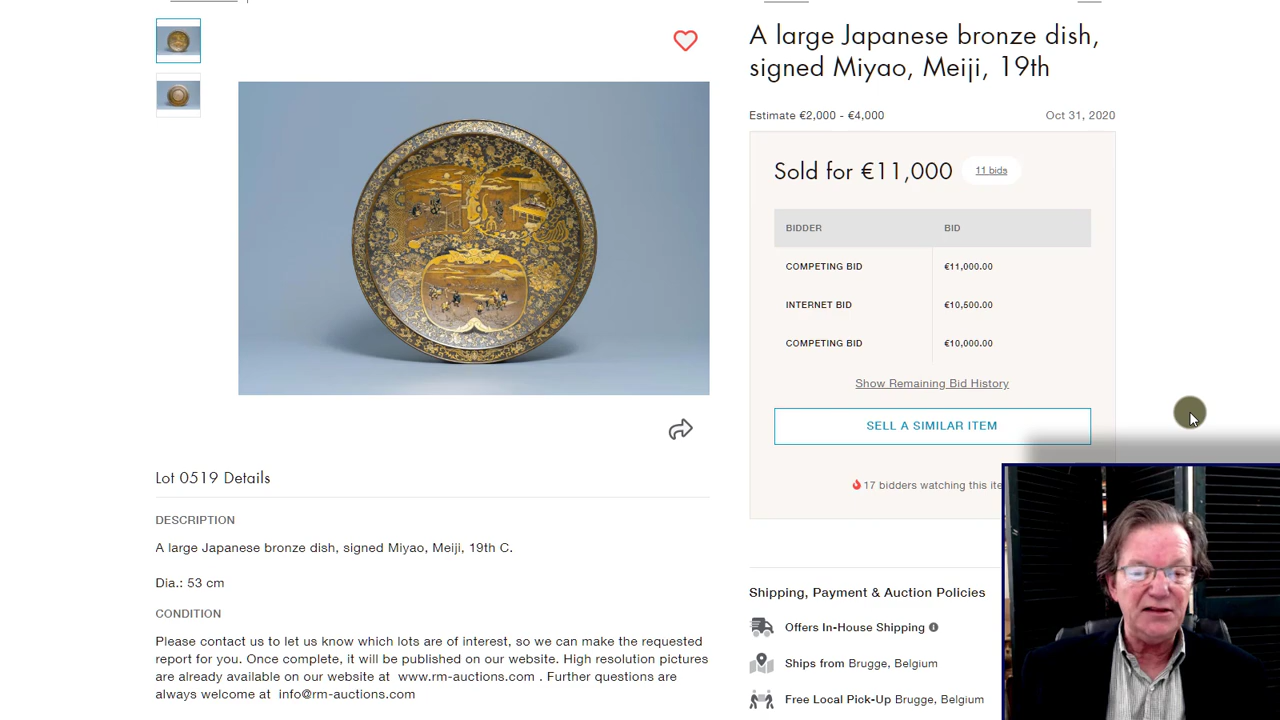 A large Japanese bronze dish,
signed Miyao, Meiji, 19th
Estimate €2,000 - €4,000
Oct 31, 2020
Sold for €11,000
11 bids
BIDDER BID
COMPETING BID €11,000.00
INTERNET BID €10,500.00
COMPETING BID €10,000.00
Show Remaining Bid History
SELL A SIMILAR ITEM
17 bidders watching this
Lot 0519 Details
DESCRIPTION
A large Japanese bronze dish, signed Miyao, Meiji, 19th C.
Dia.: 53 cm
CONDITION
Please contact us to let us know which lots are of interest, so we can make the requested
report for you. Once complete, it will be published on our website. High resolution pictures
are already available on our website at www.rm-auctions.com . Further questions are
always welcome at info@rm-auctions.com
Shipping, Payment & Auction Policies
Offers In-House Shipping
Ships from Brugge, Belgium
Free Local Pick-Up Brugge, Belgium